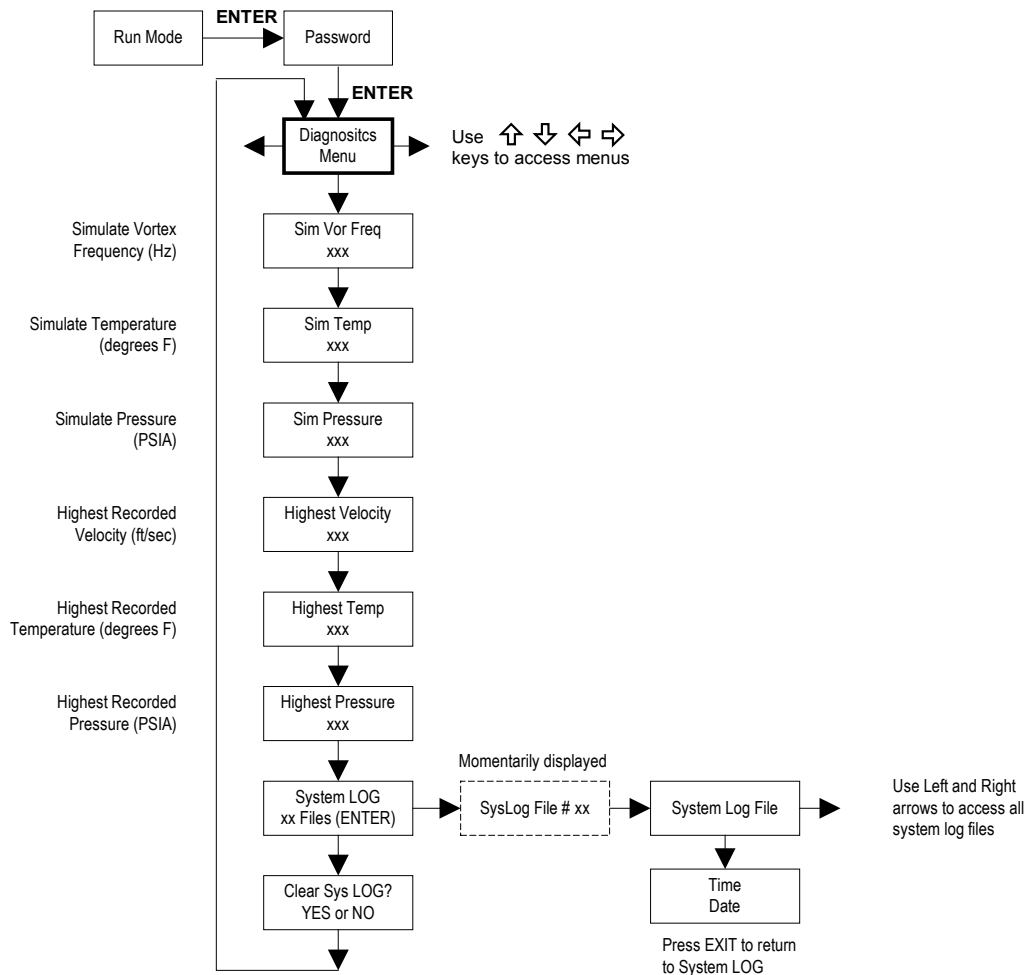 ENTER
Run Mode
Password
ENTER
Diagnositcs
Menu
Use
keys to access menus
Simulate Vortex
Frequency (Hz)
Sim Vor Freq
xxx
Simulate Temperature
(degrees F)
Sim Temp
xxx
Simulate Pressure
(PSIA)
Sim Pressure
xxx
Highest Recorded
Velocity (ft/sec)
Highest Velocity
xxx
Highest Recorded
Temperature (degrees F)
Highest Temp
xxx
Highest Recorded
Pressure (PSIA)
Highest Pressure
xxx
System LOG
xx Files (ENTER)
Momentarily displayed
SysLog File # xx
System Log File
Use Left and Right
arrows to access all
system log files
Clear Sys LOG?
YES or NO
Time
Date
Press EXIT to return
to System LOG